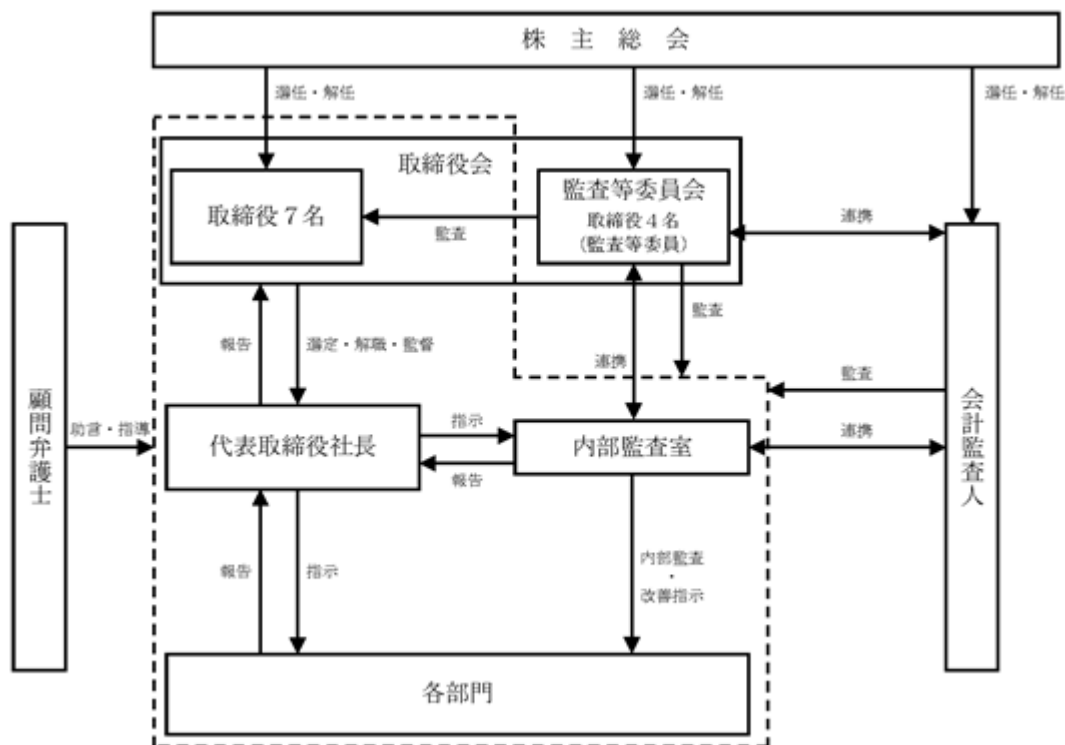 株主総会
選任・解任
選任・解任
選任・解任
取締役会
取締役７名
監査等委員会
取締役４名
(監査等委員)
監査
連携
監査
報告
選定・解職・監督
連携
監査
顧問弁護士
助言・指導
代表取締役社長
指示
報告
内部監査室
連携
会計監査人
報告
指示
内部監査
・
改善指示
各部門